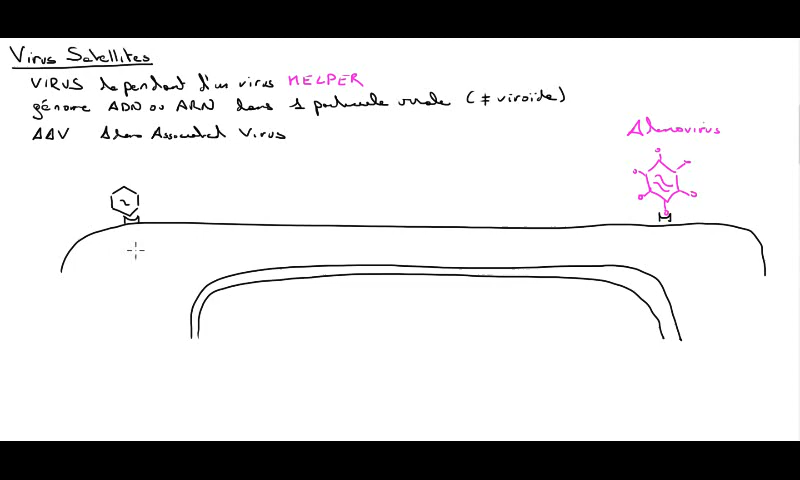 Virus Satellites
VIRUS dependant d'un virus HELPER
génome ADN ou ARN dans 1 particule virale (≠ viroïde)
AAV Adeno Associated Virus
Adenovirus